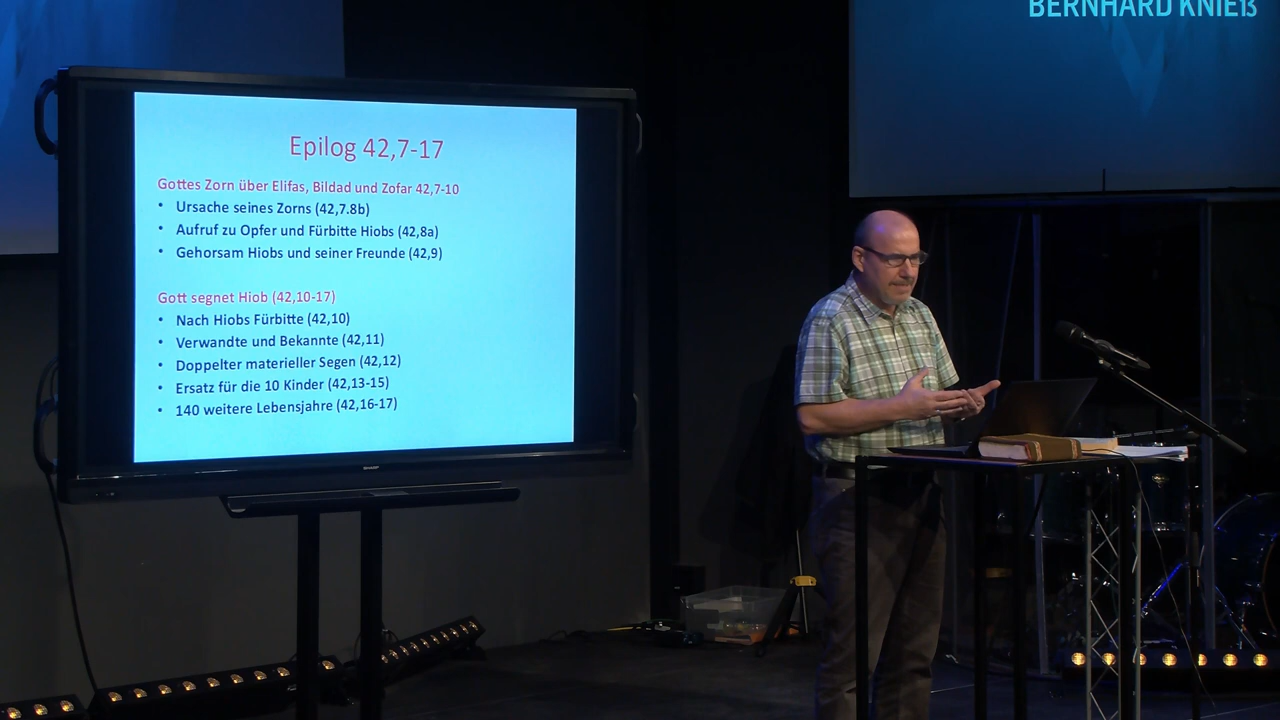 BERNHARD KNIEß
Epilog 42,7-17
Gottes Zorn über Elifas, Bildad und Zofar 42,7-10
• Ursache seines Zorns (42,7.8b)
• Aufruf zu Opfer und Fürbitte Hiobs (42,8a)
• Gehorsam Hiobs und seiner Freunde (42,9)
Gott segnet Hiob (42,10-17)
• Nach Hiobs Fürbitte (42,10)
• Verwandte und Bekannte (42,11)
• Doppelter materieller Segen (42,12)
• Ersatz für die 10 Kinder (42,13-15)
• 140 weitere Lebensjahre (42,16-17)
SHARP